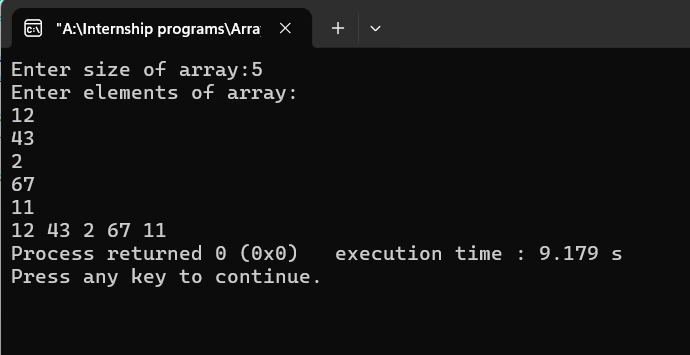 "A:\Internship programs\Arra
Enter size of array:5
Enter elements of array:
12
43
2
67
11
12 43 2 67 11
Process returned 0 (0x0)   execution time : 9.179 s
Press any key to continue.